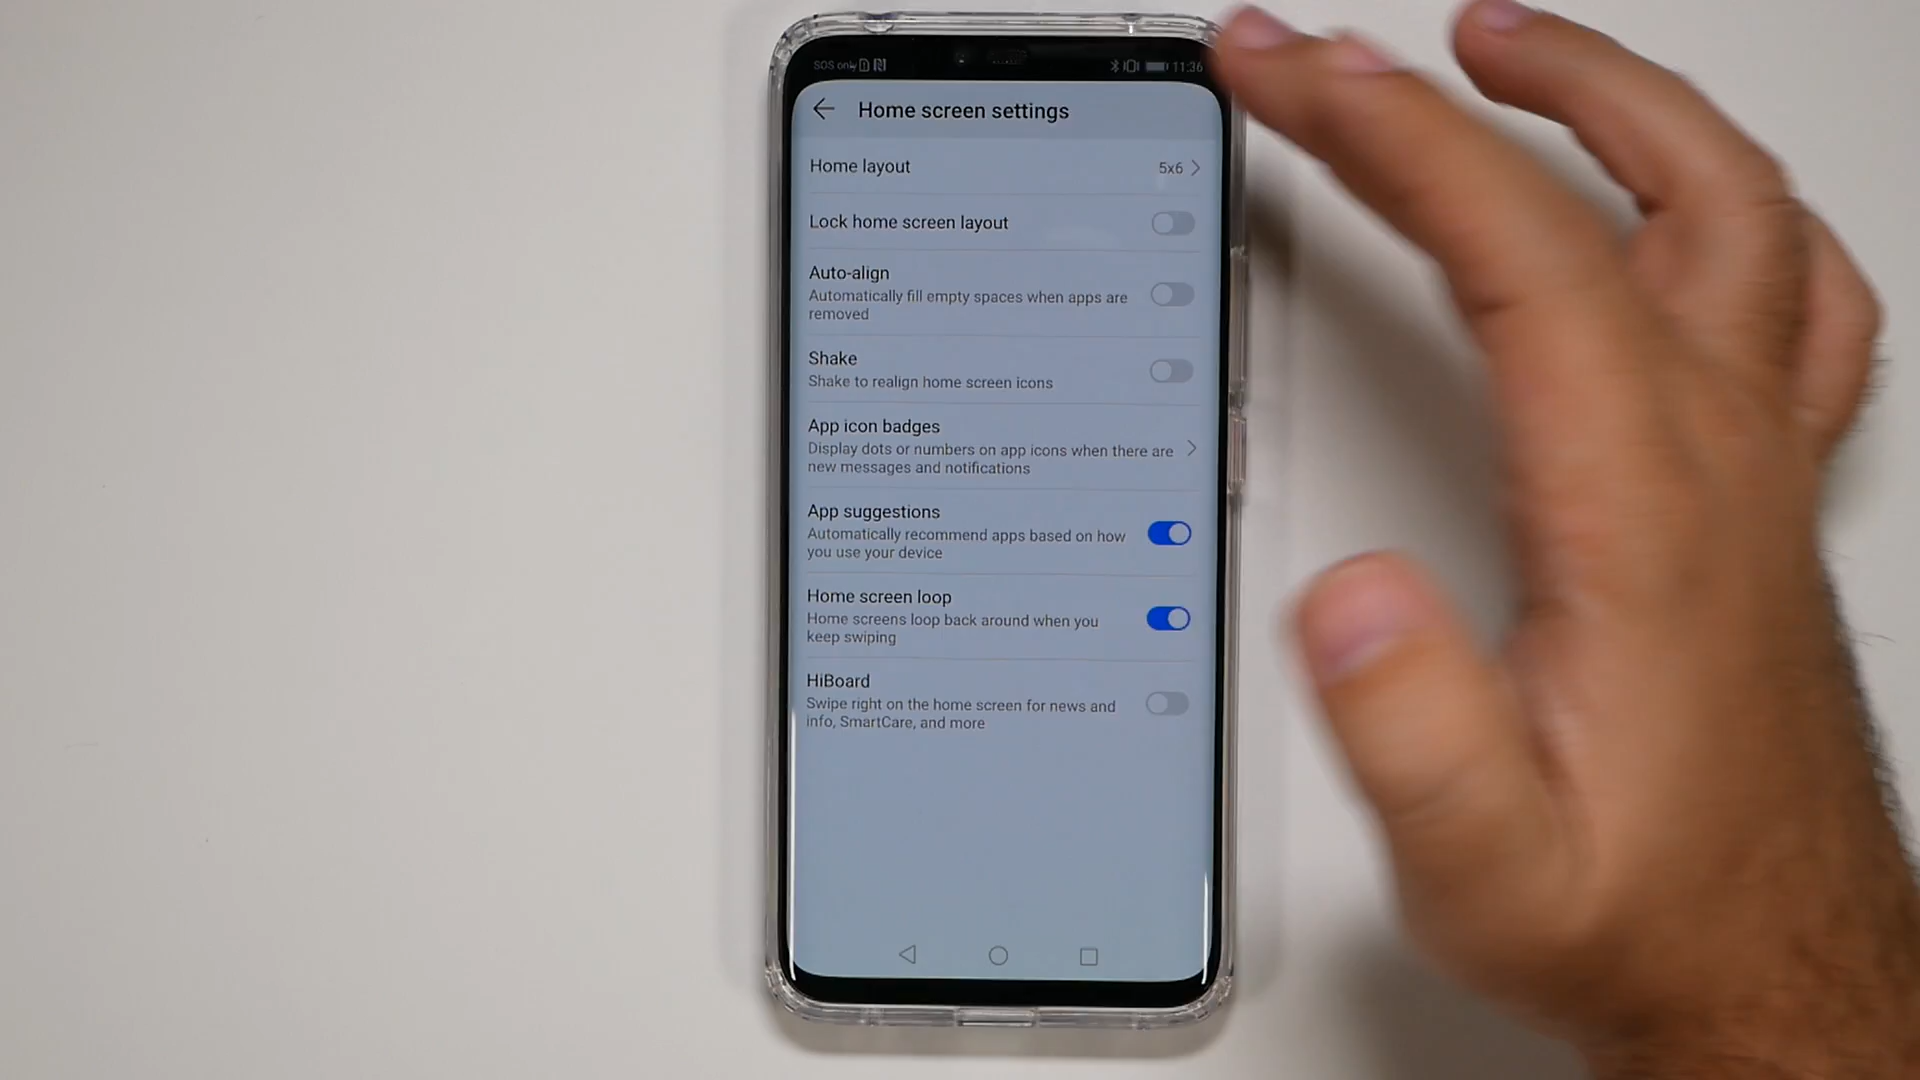 SOS only 11:36
Home screen settings
Home layout 5x6
Lock home screen layout
Auto-align
Automatically fill empty spaces when apps are
removed
Shake
Shake to realign home screen icons
App icon badges
Display dots or numbers on app icons when there are
new messages and notifications
App suggestions
Automatically recommend apps based on how
you use your device
Home screen loop
Home screens loop back around when you
keep swiping
HiBoard
Swipe right on the home screen for news and
info, SmartCare, and more